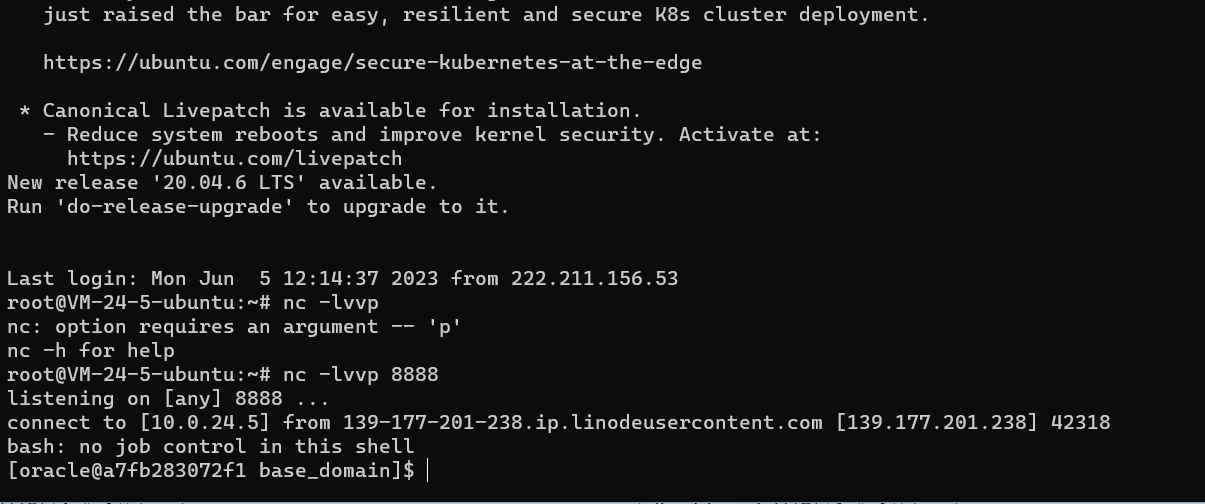 just raised the bar for easy, resilient and secure K8s cluster deployment.
https://ubuntu.com/engage/secure-kubernetes-at-the-edge
* Canonical Livepatch is available for installation.
- Reduce system reboots and improve kernel security. Activate at:
https://ubuntu.com/livepatch
New release '20.04.6 LTS' available.
Run 'do-release-upgrade' to upgrade to it.
Last login: Mon Jun  5 12:14:37 2023 from 222.211.156.53
root@VM-24-5-ubuntu:~# nc -lvvp
nc: option requires an argument -- 'p'
nc -h for help
root@VM-24-5-ubuntu:~# nc -lvvp 8888
listening on [any] 8888 ...
connect to [10.0.24.5] from 139-177-201-238.ip.linodeusercontent.com [139.177.201.238] 42318
bash: no job control in this shell
[oracle@a7fb283072f1 base_domain]$